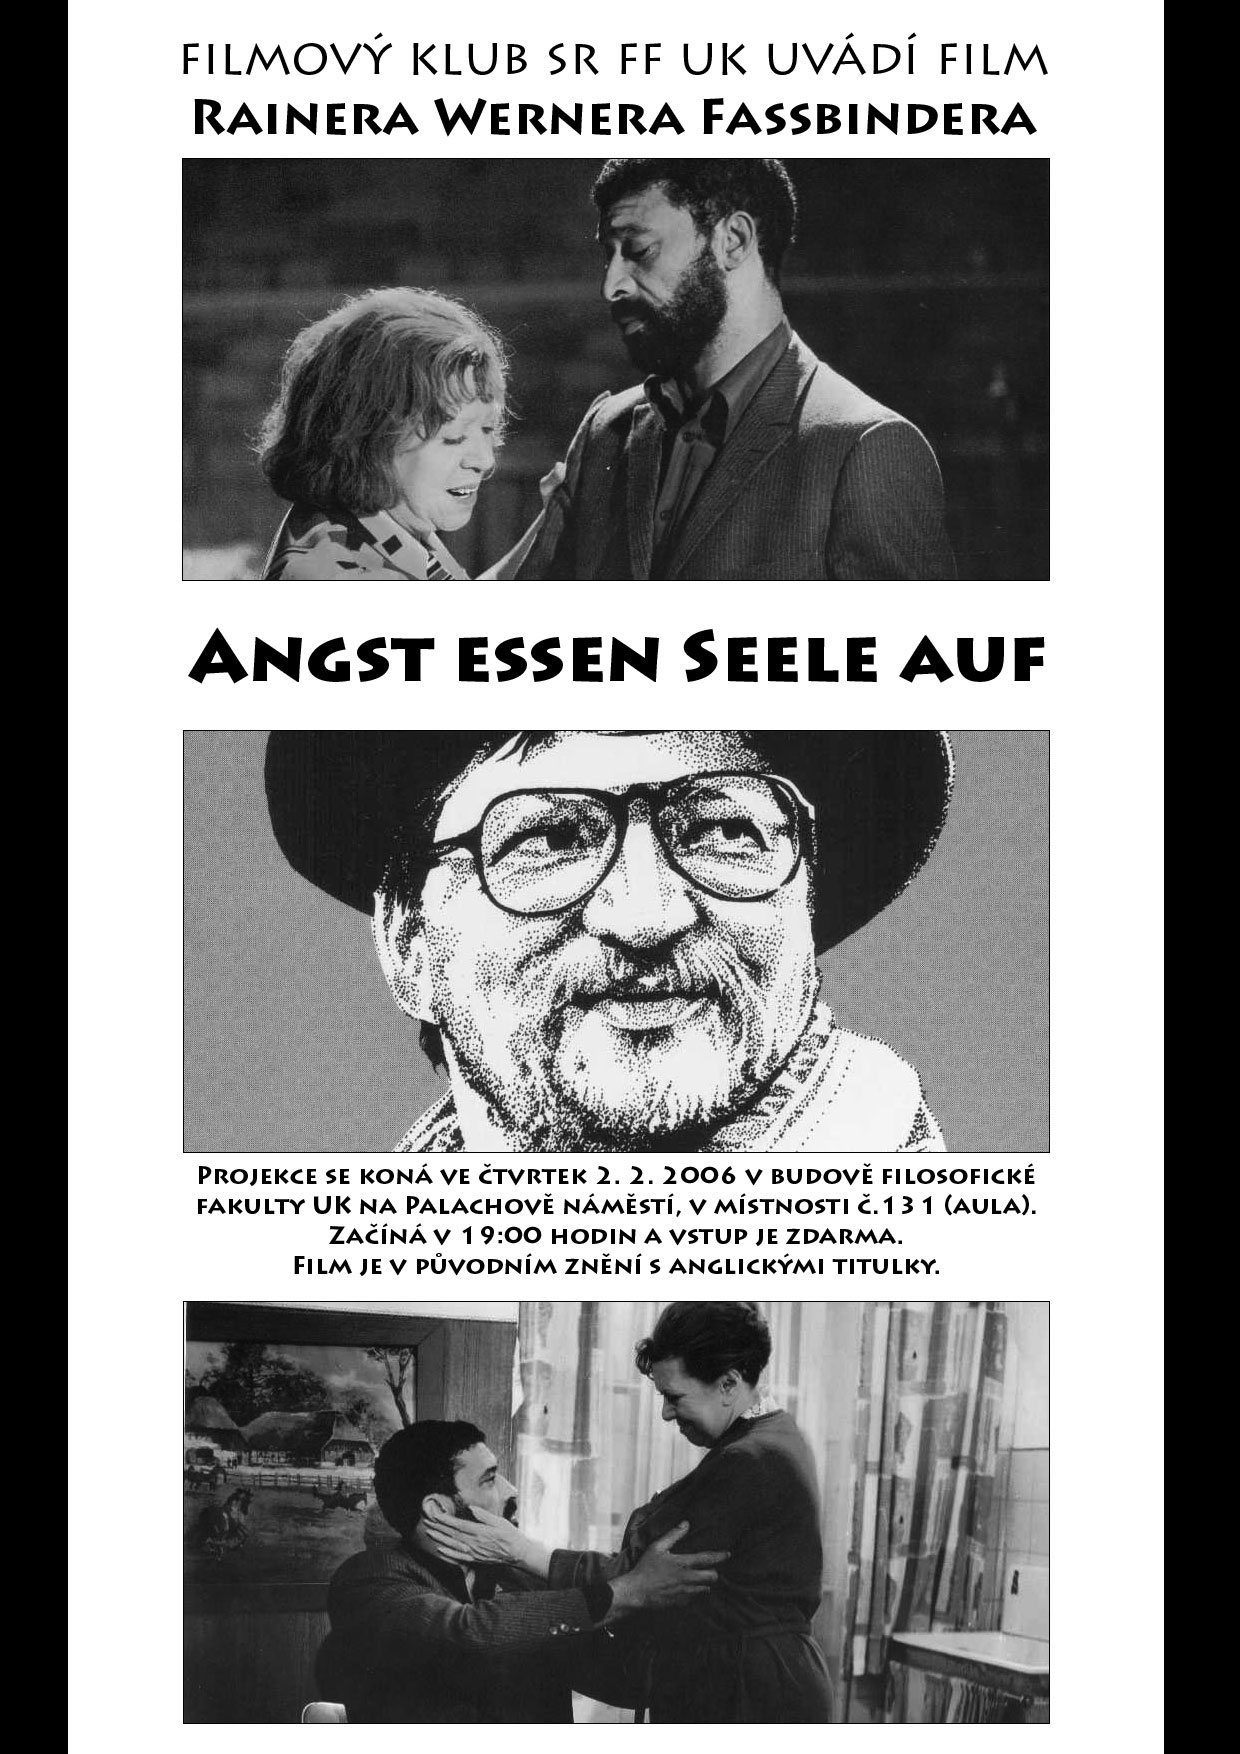 FILMOVÝ KLUB SR FF UK UVÁDÍ FILM
RAINERA WERNERA FASSBINDERA
ANGST ESSEN SEELE AUF
PROJEKCE SE KONÁ VE ČTVRTEK 2. 2. 2006 V BUDOVĚ FILOSOFICKÉ
FAKULTY UK NA PALACHOVĚ NÁMĚSTÍ, V MÍSTNOSTI Č.131 (AULA).
ZAČÍNÁ V 19:00 HODIN A VSTUP JE ZDARMA.
FILM JE V PŮVODNÍM ZNĚNÍ S ANGLICKÝMI TITULKY.